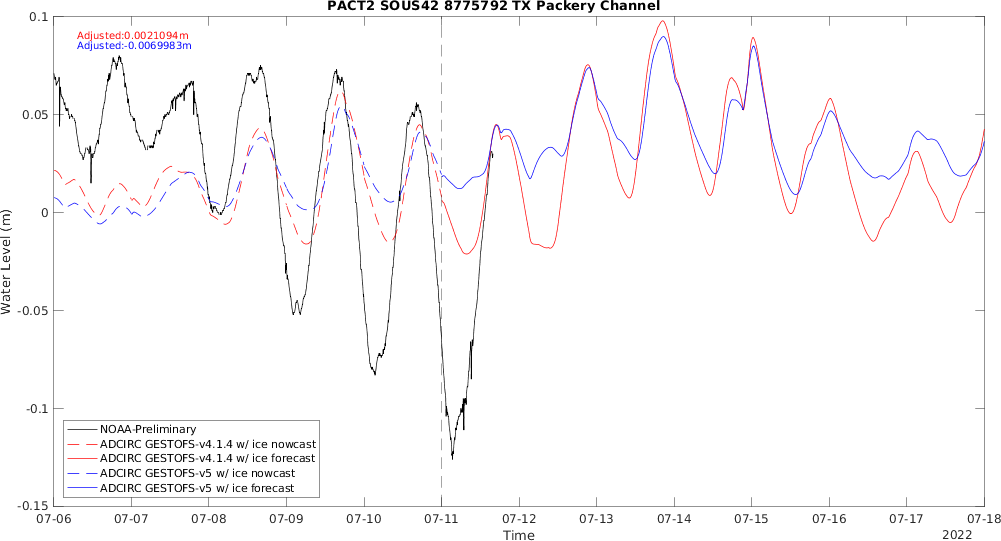 PACT2 SOUS42 8775792 TX Packery Channel
Adjusted:0.0021094m
Adjusted:-0.0069983m
Water Level (m)
0.1
0.05
0
-0.05
-0.1
-0.15
NOAA-Preliminary
ADCIRC GESTOFS-v4.1.4 w/ ice nowcast
ADCIRC GESTOFS-v4.1.4 w/ ice forecast
ADCIRC GESTOFS-v5 w/ ice nowcast
ADCIRC GESTOFS-v5 w/ ice forecast
07-06 07-07 07-08 07-09 07-10 07-11 07-12 07-13 07-14 07-15 07-16 07-17 07-18
Time
2022